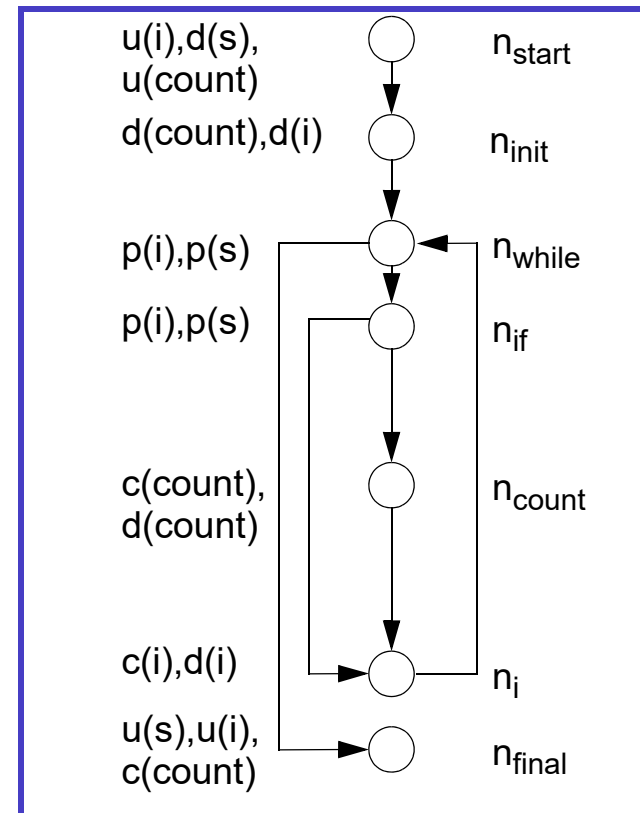 u(i),d(s),
u(count)
n_start
d(count),d(i)
n_init
p(i),p(s)
n_while
p(i),p(s)
n_if
c(count),
d(count)
n_count
c(i),d(i)
n_i
u(s),u(i),
c(count)
n_final